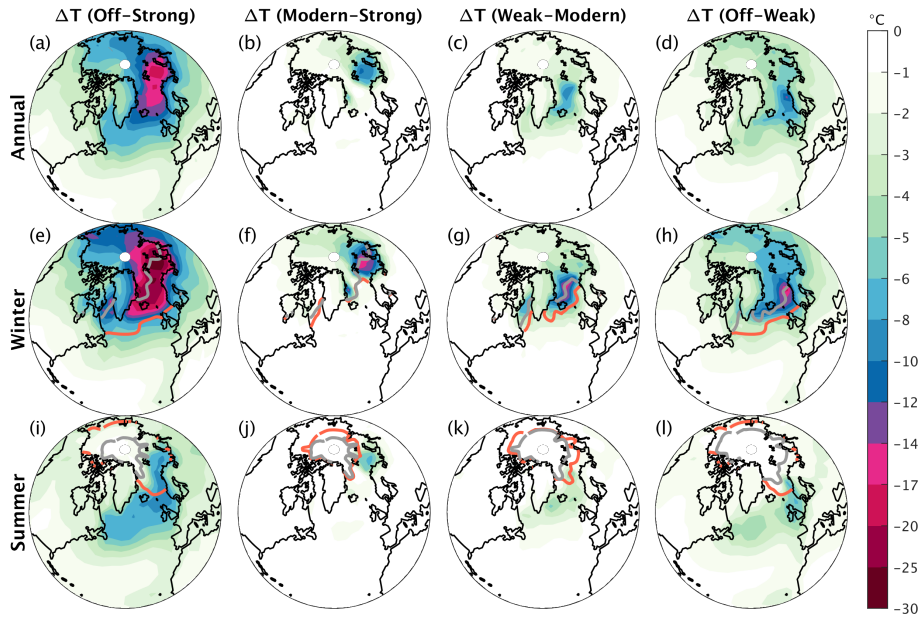 ΔT (Off-Strong) ΔT (Modern-Strong) ΔT (Weak-Modern) ΔT (Off-Weak)
°C
(a) (b) (c) (d)
Annual
(e) (f) (g) (h)
Winter
(i) (j) (k) (l)
Summer
0
-1
-2
-3
-4
-5
-6
-8
-10
-12
-14
-17
-20
-25
-30